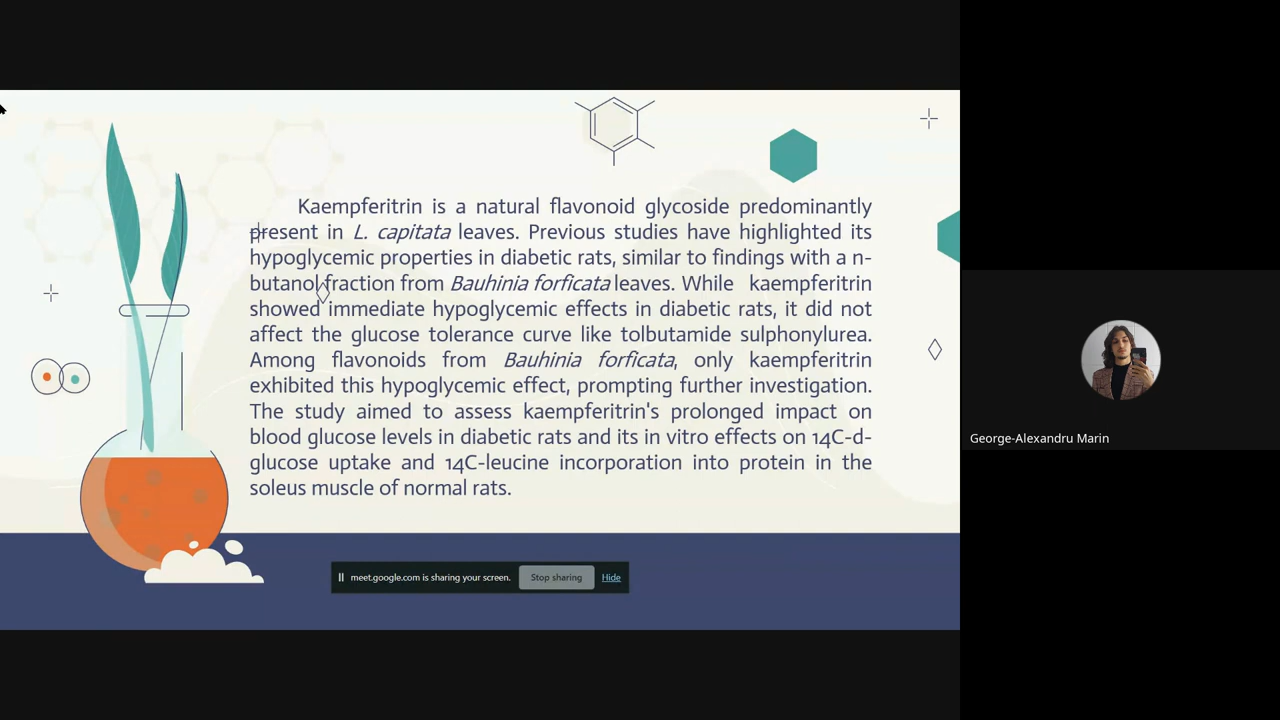 Kaempferitrin is a natural flavonoid glycoside predominantly
present in L. capitata leaves. Previous studies have highlighted its
hypoglycemic properties in diabetic rats, similar to findings with a n-
butanol fraction from Bauhinia forficata leaves. While kaempferitrin
showed immediate hypoglycemic effects in diabetic rats, it did not
affect the glucose tolerance curve like tolbutamide sulphonylurea.
Among flavonoids from Bauhinia forficata, only kaempferitrin
exhibited this hypoglycemic effect, prompting further investigation.
The study aimed to assess kaempferitrin's prolonged impact on
blood glucose levels in diabetic rats and its in vitro effects on 14C-d-
glucose uptake and 14C-leucine incorporation into protein in the
soleus muscle of normal rats.
meet.google.com is sharing your screen. Stop sharing Hide
George-Alexandru Marin